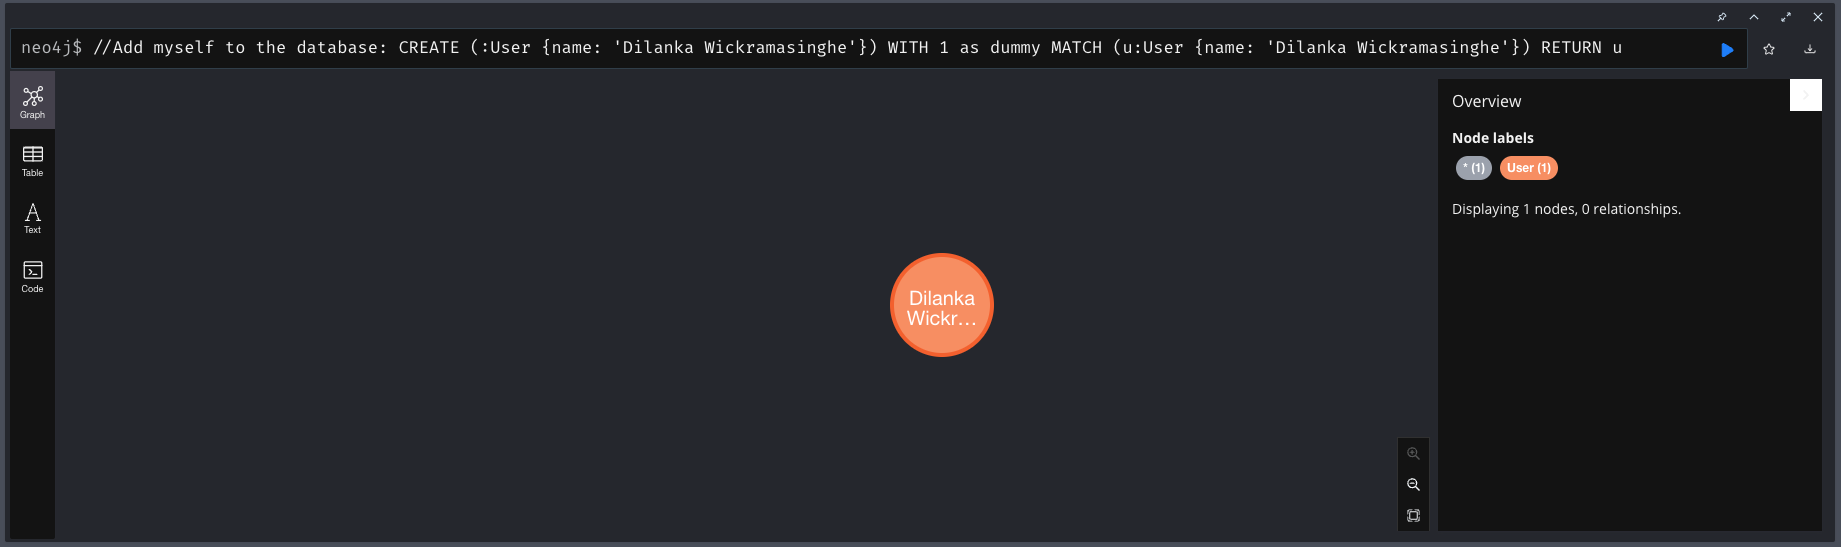 neo4j$ //Add myself to the database: CREATE (:User {name: 'Dilanka Wickramasinghe'}) WITH 1 as dummy MATCH (u:User {name: 'Dilanka Wickramasinghe'}) RETURN u
Graph
Table
Text
Code
Dilanka
Wickr...
Overview
Node labels
* (1) User (1)
Displaying 1 nodes, 0 relationships.